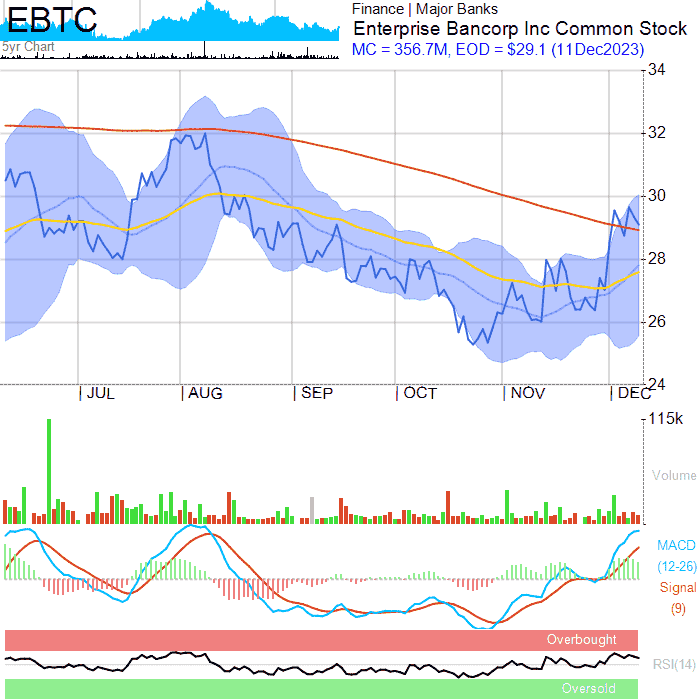 EBTC
5yr Chart
Finance | Major Banks
Enterprise Bancorp Inc Common Stock
MC = 356.7M, EOD = $29.1 (11Dec2023)
34
32
30
28
26
24
JUL AUG SEP OCT NOV DEC
115k
Volume
MACD
(12-26)
Signal
(9)
Overbought
RSI(14)
Oversold